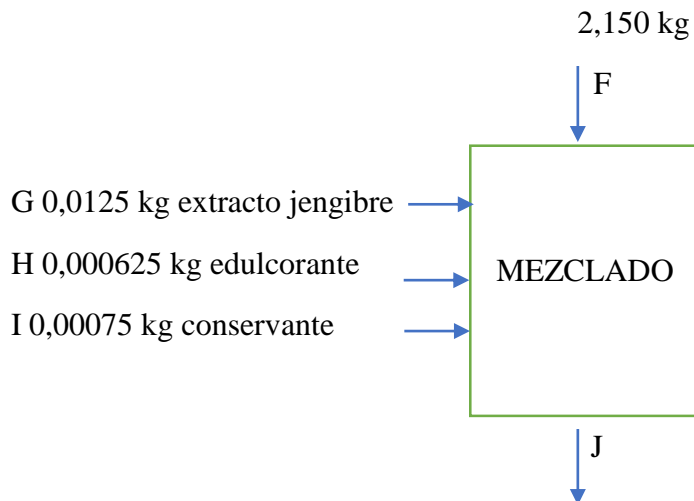 2,150 kg
F
G 0,0125 kg extracto jengibre
H 0,000625 kg edulcorante
MEZCLADO
I 0,00075 kg conservante
J